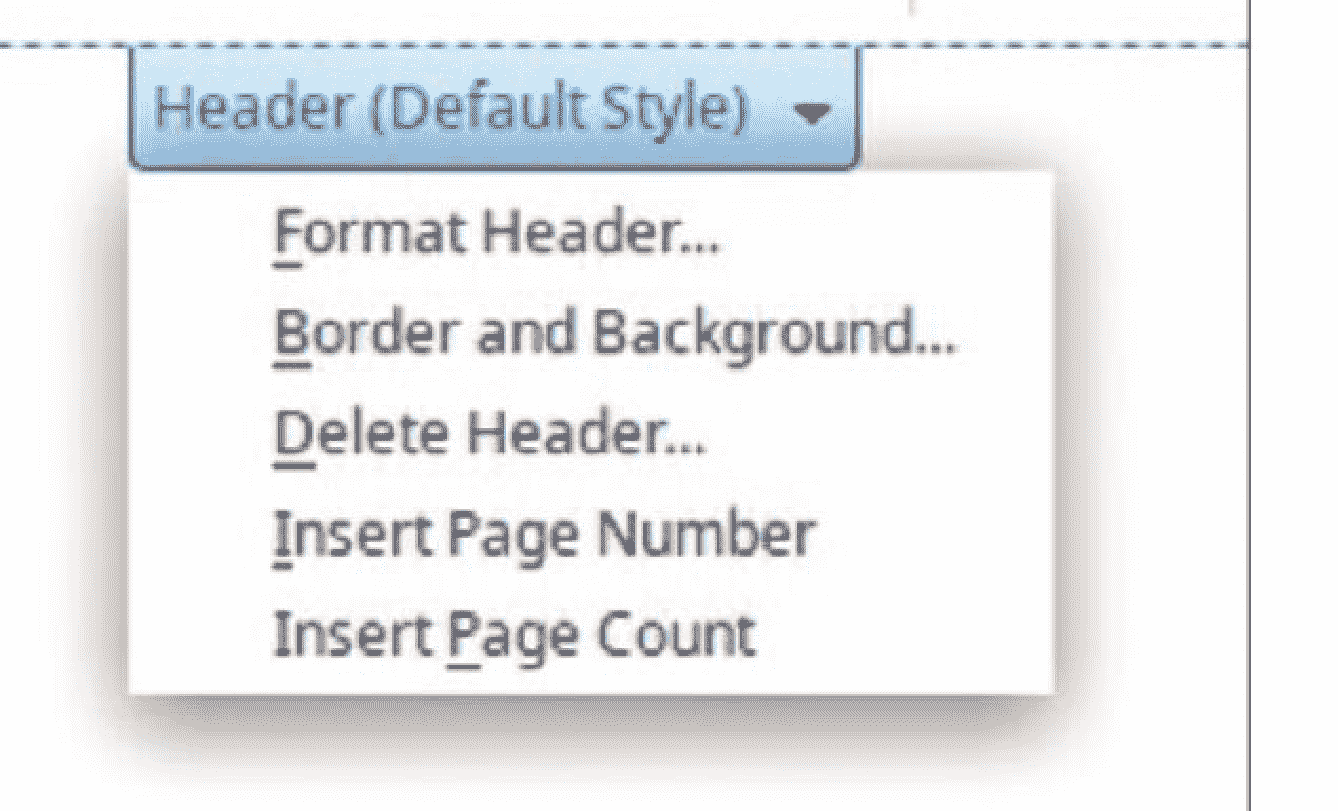 Header (Default Style)
Format Header...
Border and Background...
Delete Header...
Insert Page Number
Insert Page Count